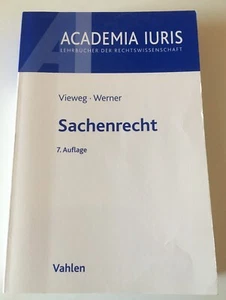 ACADEMIA IURIS
LEHRBÜCHER DER RECHTSWISSENSCHAFT
Vieweg · Werner
Sachenrecht
7. Auflage
Vahlen